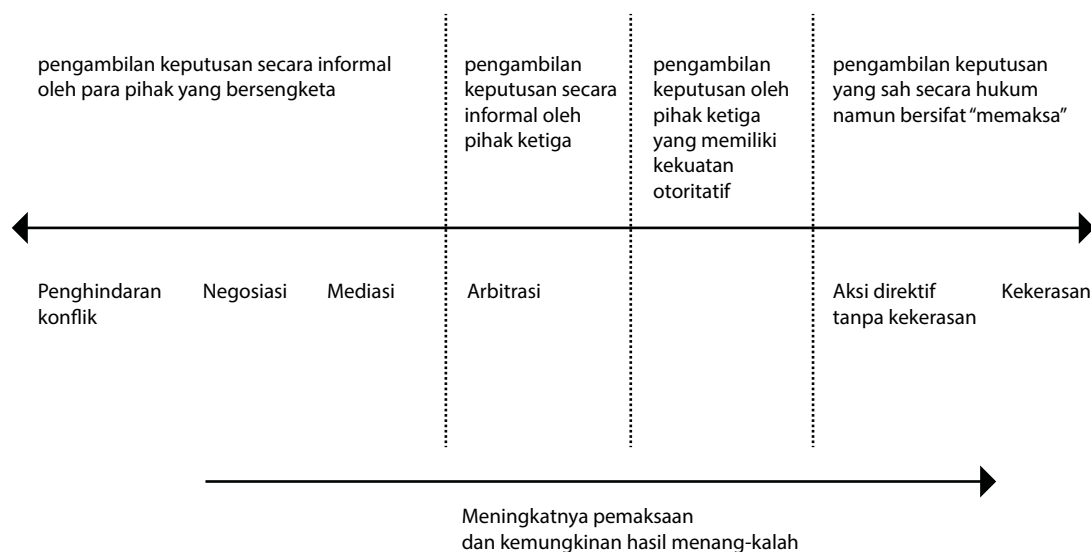 pengambilan keputusan secara informal
oleh para pihak yang bersengketa
pengambilan
keputusan secara
informal oleh
pihak ketiga
pengambilan
keputusan oleh
pihak ketiga
yang memiliki
kekuatan
otoritatif
pengambilan keputusan
yang sah secara hukum
namun bersifat “memaksa”
Penghindaran
konflik
Negosiasi
Mediasi
Arbitrasi
Aksi direktif
tanpa kekerasan
Kekerasan
Meningkatnya pemaksaan
dan kemungkinan hasil menang-kalah